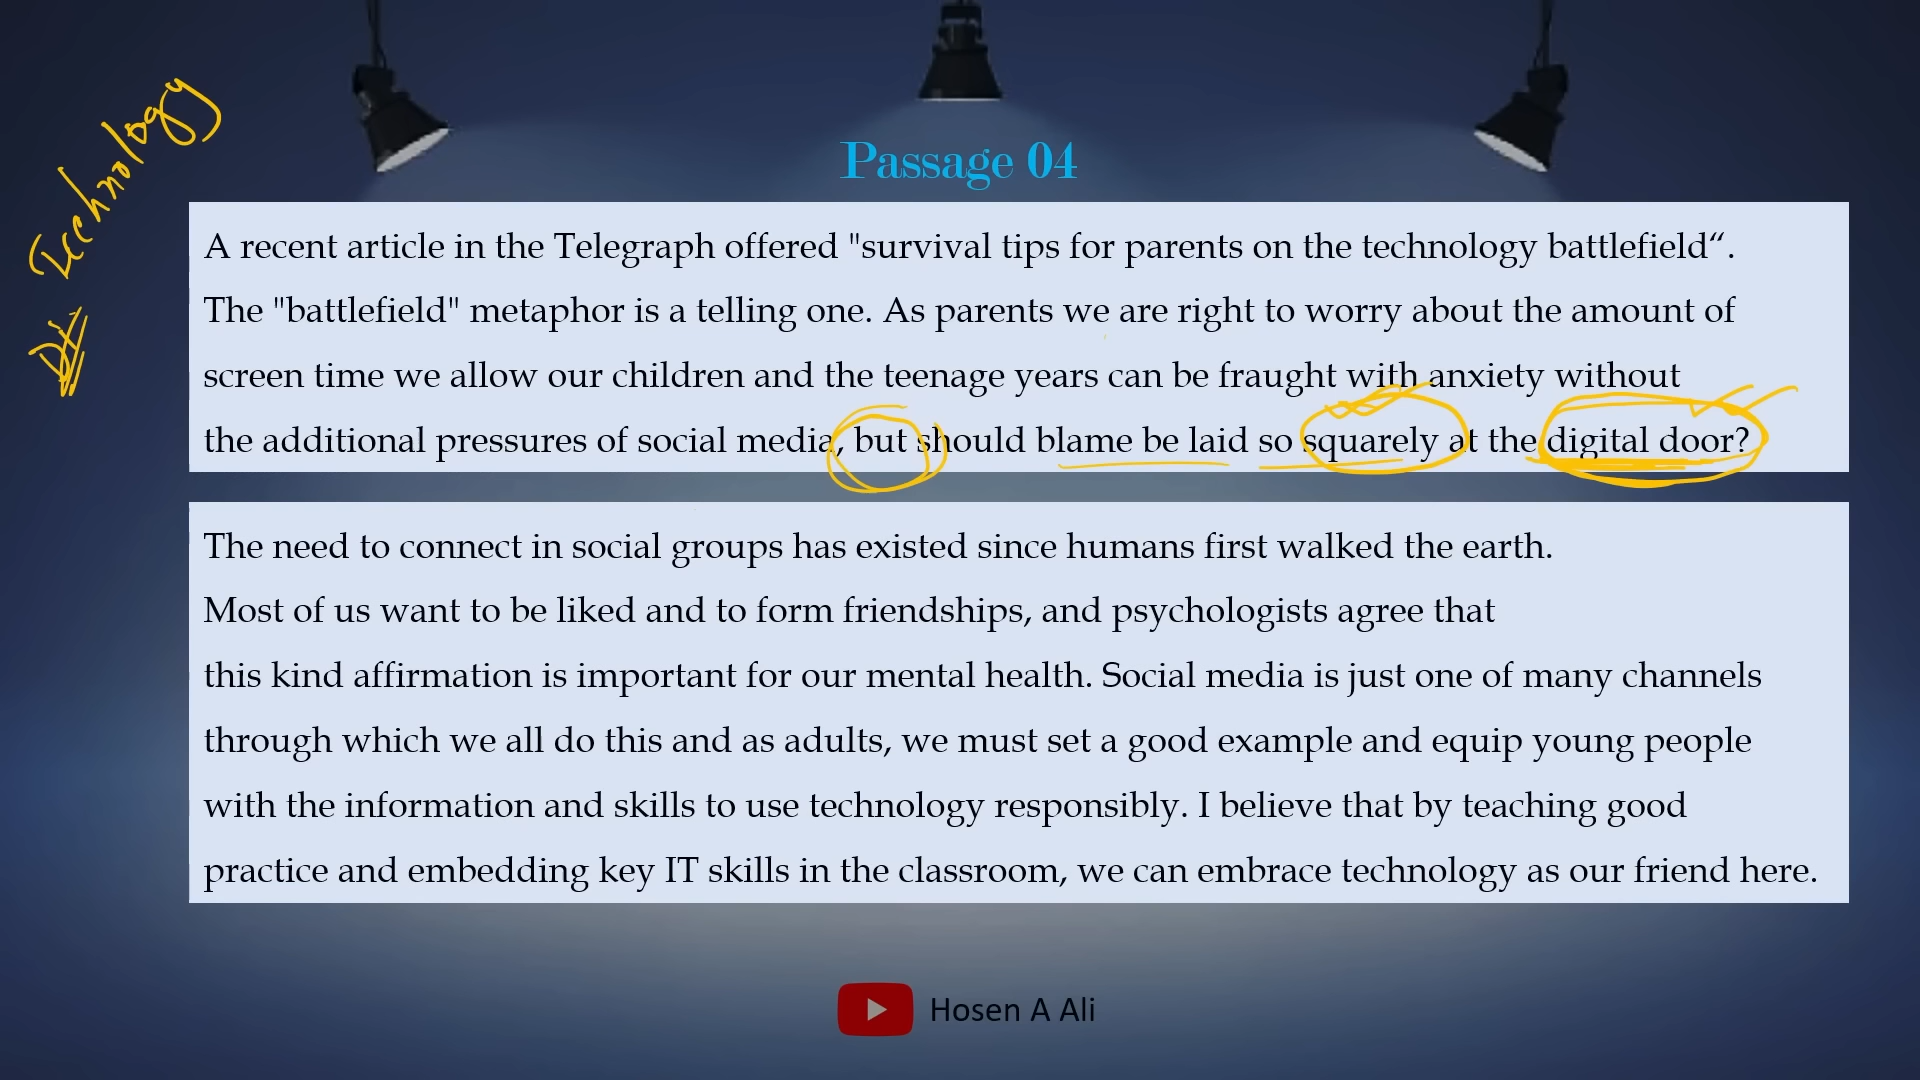 Technology
Passage 04
A recent article in the Telegraph offered "survival tips for parents on the technology battlefield“.
The "battlefield" metaphor is a telling one. As parents we are right to worry about the amount of
screen time we allow our children and the teenage years can be fraught with anxiety without
the additional pressures of social media, but should blame be laid so squarely at the digital door?
The need to connect in social groups has existed since humans first walked the earth.
Most of us want to be liked and to form friendships, and psychologists agree that
this kind affirmation is important for our mental health. Social media is just one of many channels
through which we all do this and as adults, we must set a good example and equip young people
with the information and skills to use technology responsibly. I believe that by teaching good
practice and embedding key IT skills in the classroom, we can embrace technology as our friend here.
Hosen A Ali